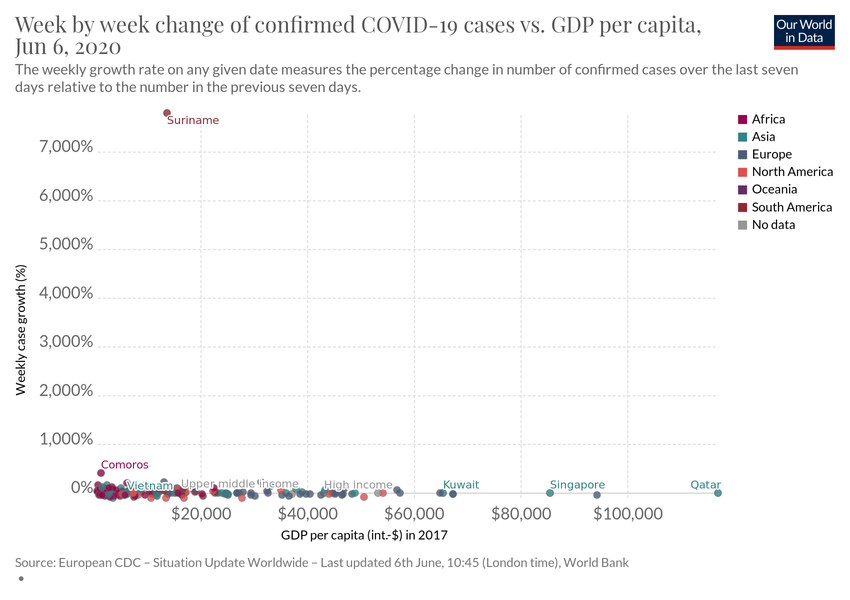 Week by week change of confirmed COVID-19 cases vs. GDP per capita,
Jun 6, 2020
Our World
in Data
The weekly growth rate on any given date measures the percentage change in number of confirmed cases over the last seven
days relative to the number in the previous seven days.
Suriname
Africa
Asia
Europe
North America
Oceania
South America
No data
7,000%
6,000%
5,000%
4,000%
3,000%
2,000%
1,000%
0%
Weekly case growth (%)
Comoros
Vietnam
Upper middle income
High income
Kuwait
Singapore
Qatar
$20,000
$40,000
$60,000
$80,000
$100,000
GDP per capita (int.-$) in 2017
Source: European CDC – Situation Update Worldwide – Last updated 6th June, 10:45 (London time), World Bank